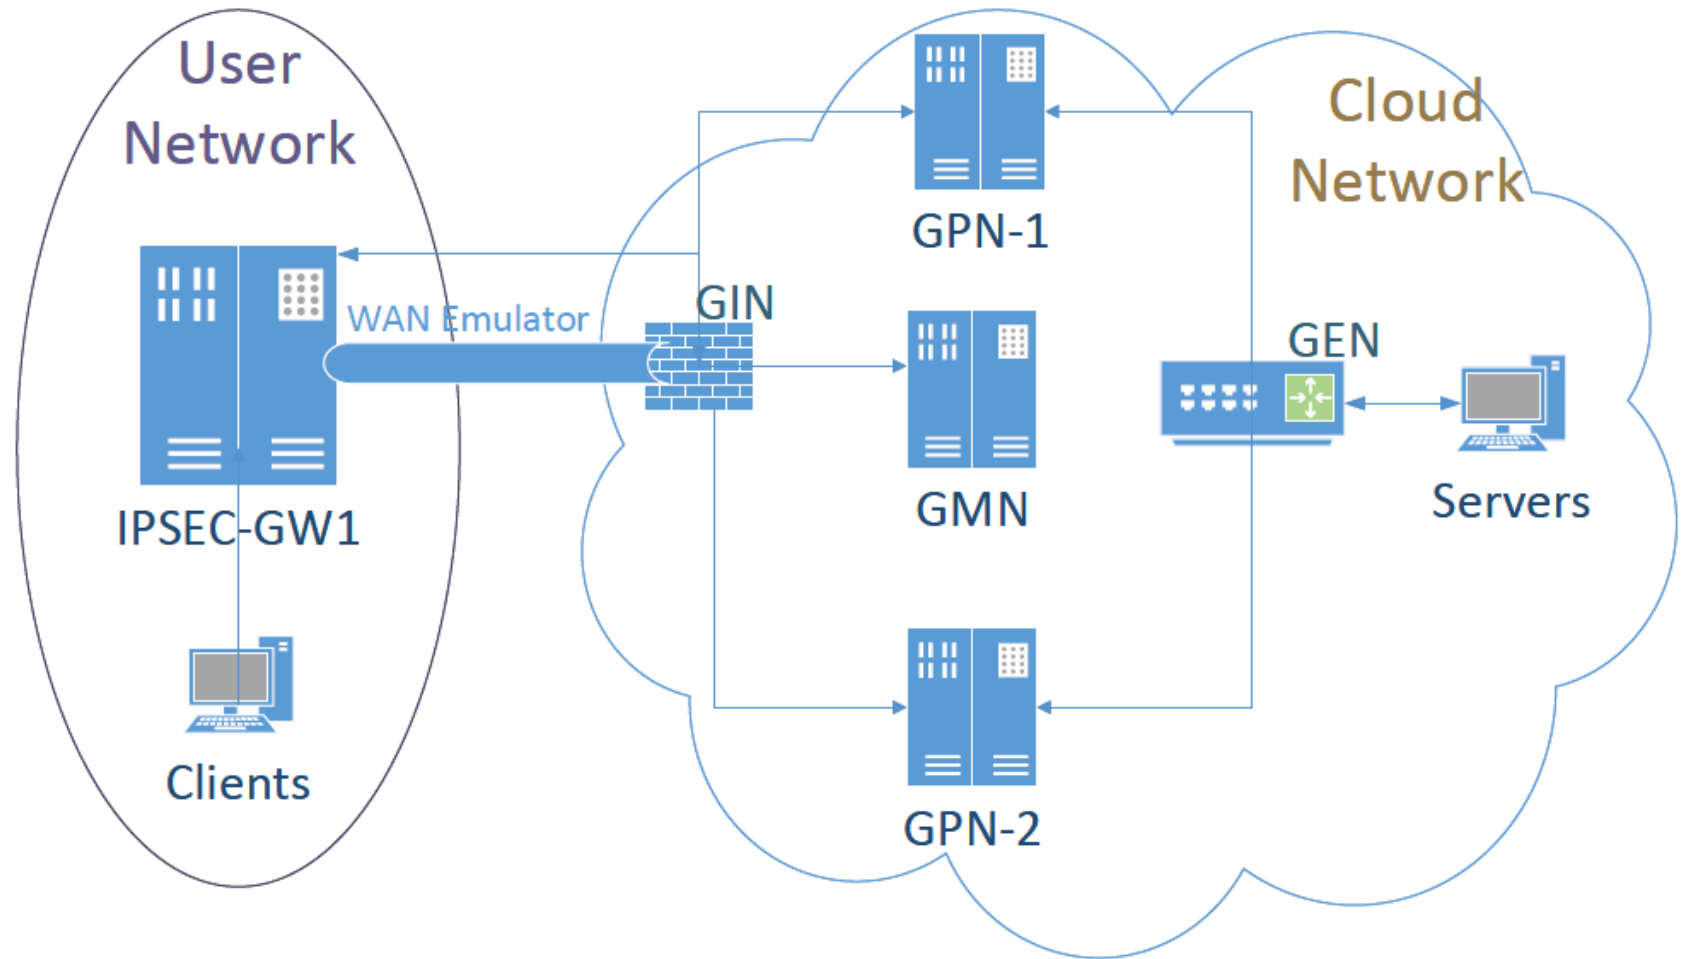 User
Network
IPSEC-GW1
Clients
WAN Emulator
GIN
GPN-1
GMN
GPN-2
Cloud
Network
GEN
Servers